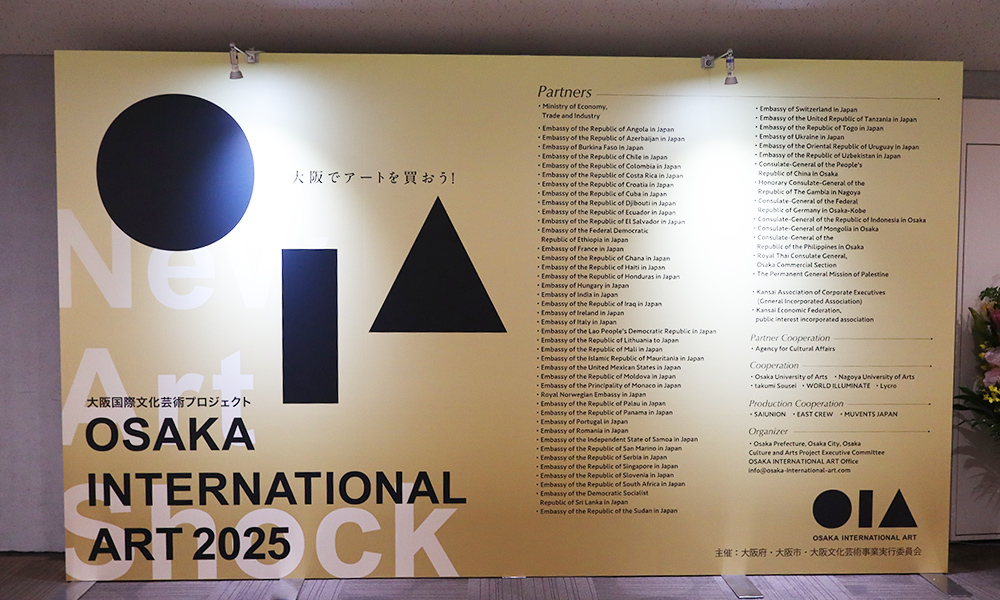 New
Art
Shock
大阪でアートを買おう!
大阪国際文化芸術プロジェクト
OSAKA
INTERNATIONAL
ART 2025
Partners
・Ministry of Economy,
Trade and Industry
・Embassy of the Republic of Angola in Japan
・Embassy of the Republic of Azerbaijan in Japan
・Embassy of Burkina Faso in Japan
・Embassy of the Republic of Chile in Japan
・Embassy of the Republic of Colombia in Japan
・Embassy of the Republic of Costa Rica in Japan
・Embassy of the Republic of Croatia in Japan
・Embassy of the Republic of Cuba in Japan
・Embassy of the Republic of Djibouti in Japan
・Embassy of the Republic of Ecuador in Japan
・Embassy of the Republic of El Salvador in Japan
・Embassy of the Federal Democratic
Republic of Ethiopia in Japan
・Embassy of France in Japan
・Embassy of the Republic of Ghana in Japan
・Embassy of the Republic of Haiti in Japan
・Embassy of the Republic of Honduras in Japan
・Embassy of Hungary in Japan
・Embassy of India in Japan
・Embassy of the Republic of Iraq in Japan
・Embassy of Ireland in Japan
・Embassy of Italy in Japan
・Embassy of the Lao People's Democratic Republic in Japan
・Embassy of the Republic of Lithuania to Japan
・Embassy of the Republic of Mali in Japan
・Embassy of the Islamic Republic of Mauritania in Japan
・Embassy of the United Mexican States in Japan
・Embassy of the Republic of Moldova in Japan
・Embassy of the Principality of Monaco in Japan
・Royal Norwegian Embassy in Japan
・Embassy of the Republic of Palau in Japan
・Embassy of the Republic of Panama in Japan
・Embassy of Portugal in Japan
・Embassy of Romania in Japan
・Embassy of the Independent State of Samoa in Japan
・Embassy of the Republic of San Marino in Japan
・Embassy of the Republic of Serbia in Japan
・Embassy of the Republic of Singapore in Japan
・Embassy of the Republic of Slovenia in Japan
・Embassy of the Republic of South Africa in Japan
・Embassy of the Democratic Socialist
Republic of Sri Lanka in Japan
・Embassy of the Republic of the Sudan in Japan
・Embassy of Switzerland in Japan
・Embassy of the United Republic of Tanzania in Japan
・Embassy of the Republic of Togo in Japan
・Embassy of Ukraine in Japan
・Embassy of the Oriental Republic of Uruguay in Japan
・Embassy of the Republic of Uzbekistan in Japan
・Consulate-General of the People's
Republic of China in Osaka
・Honorary Consulate-General of the
Republic of The Gambia in Nagoya
・Consulate-General of the Federal
Republic of Germany in Osaka-Kobe
・Consulate-General of the Republic of Indonesia in Osaka
・Consulate-General of Mongolia in Osaka
・Consulate-General of the
Republic of the Philippines in Osaka
・Royal Thai Consulate General,
Osaka Commercial Section
・The Permanent General Mission of Palestine
・Kansai Association of Corporate Executives
(General Incorporated Association)
・Kansai Economic Federation,
public interest incorporated association
Partner Cooperation
・Agency for Cultural Affairs
Cooperation
・Osaka University of Arts ・Nagoya University of Arts
・takumi Sousei ・WORLD ILLUMINATE ・Lycro
Production Cooperation
・SAIUNION ・EAST CREW ・MUVENTS JAPAN
Organizer
・Osaka Prefecture, Osaka City, Osaka
Culture and Arts Project Executive Committee
OSAKA INTERNATIONAL ART Office
info@osaka-international-art.com
OSAKA INTERNATIONAL ART
主催：大阪府・大阪市・大阪文化芸術事業実行委員会